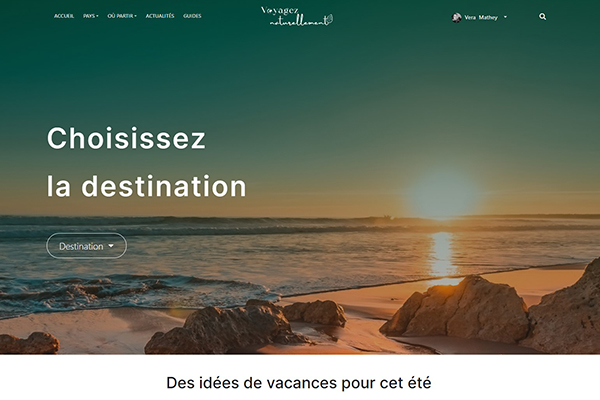 ACCUEIL PAYS OÙ PARTIR ACTUALITÉS GUIDES
Voyagez
naturellement
Vera Mathey
Choisissez
la destination
Destination
Des idées de vacances pour cet été